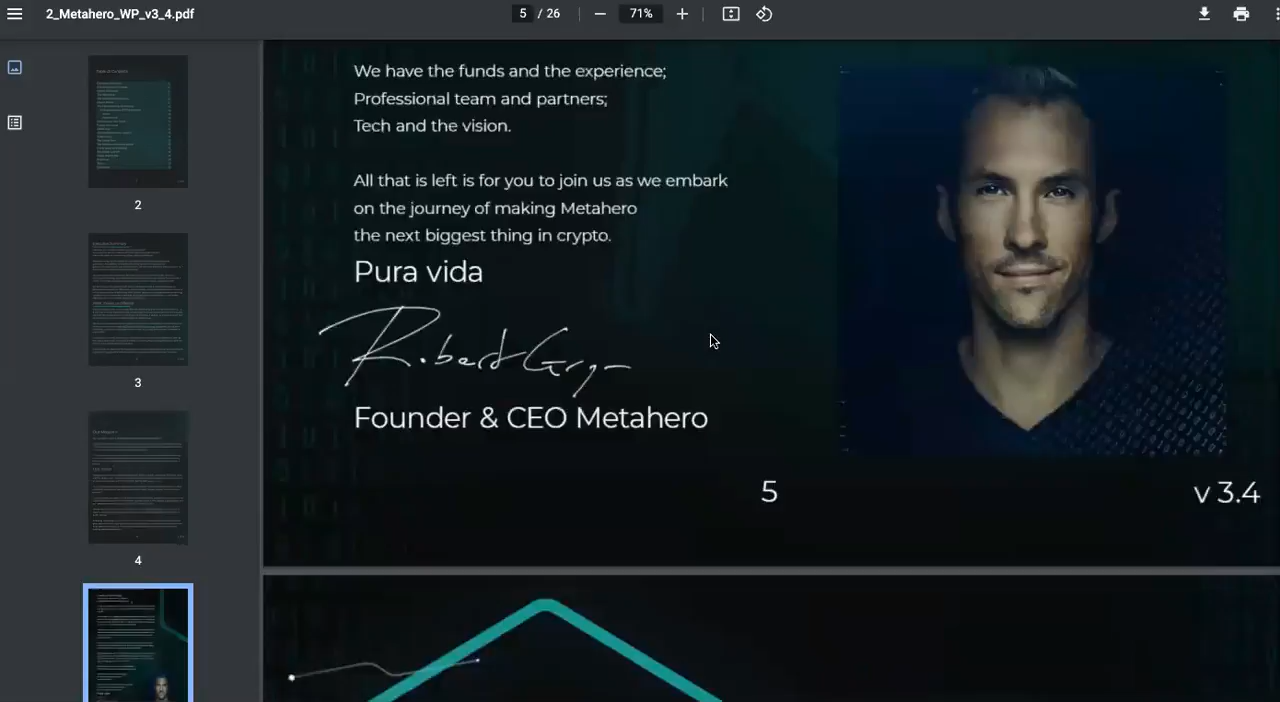 2_Metahero_WP_v3_4.pdf
5 / 26
71%
We have the funds and the experience;
Professional team and partners;
Tech and the vision.
All that is left is for you to join us as we embark
on the journey of making Metahero
the next biggest thing in crypto.
Pura vida
Robert Gryn
Founder & CEO Metahero
5
v 3.4
2
3
4